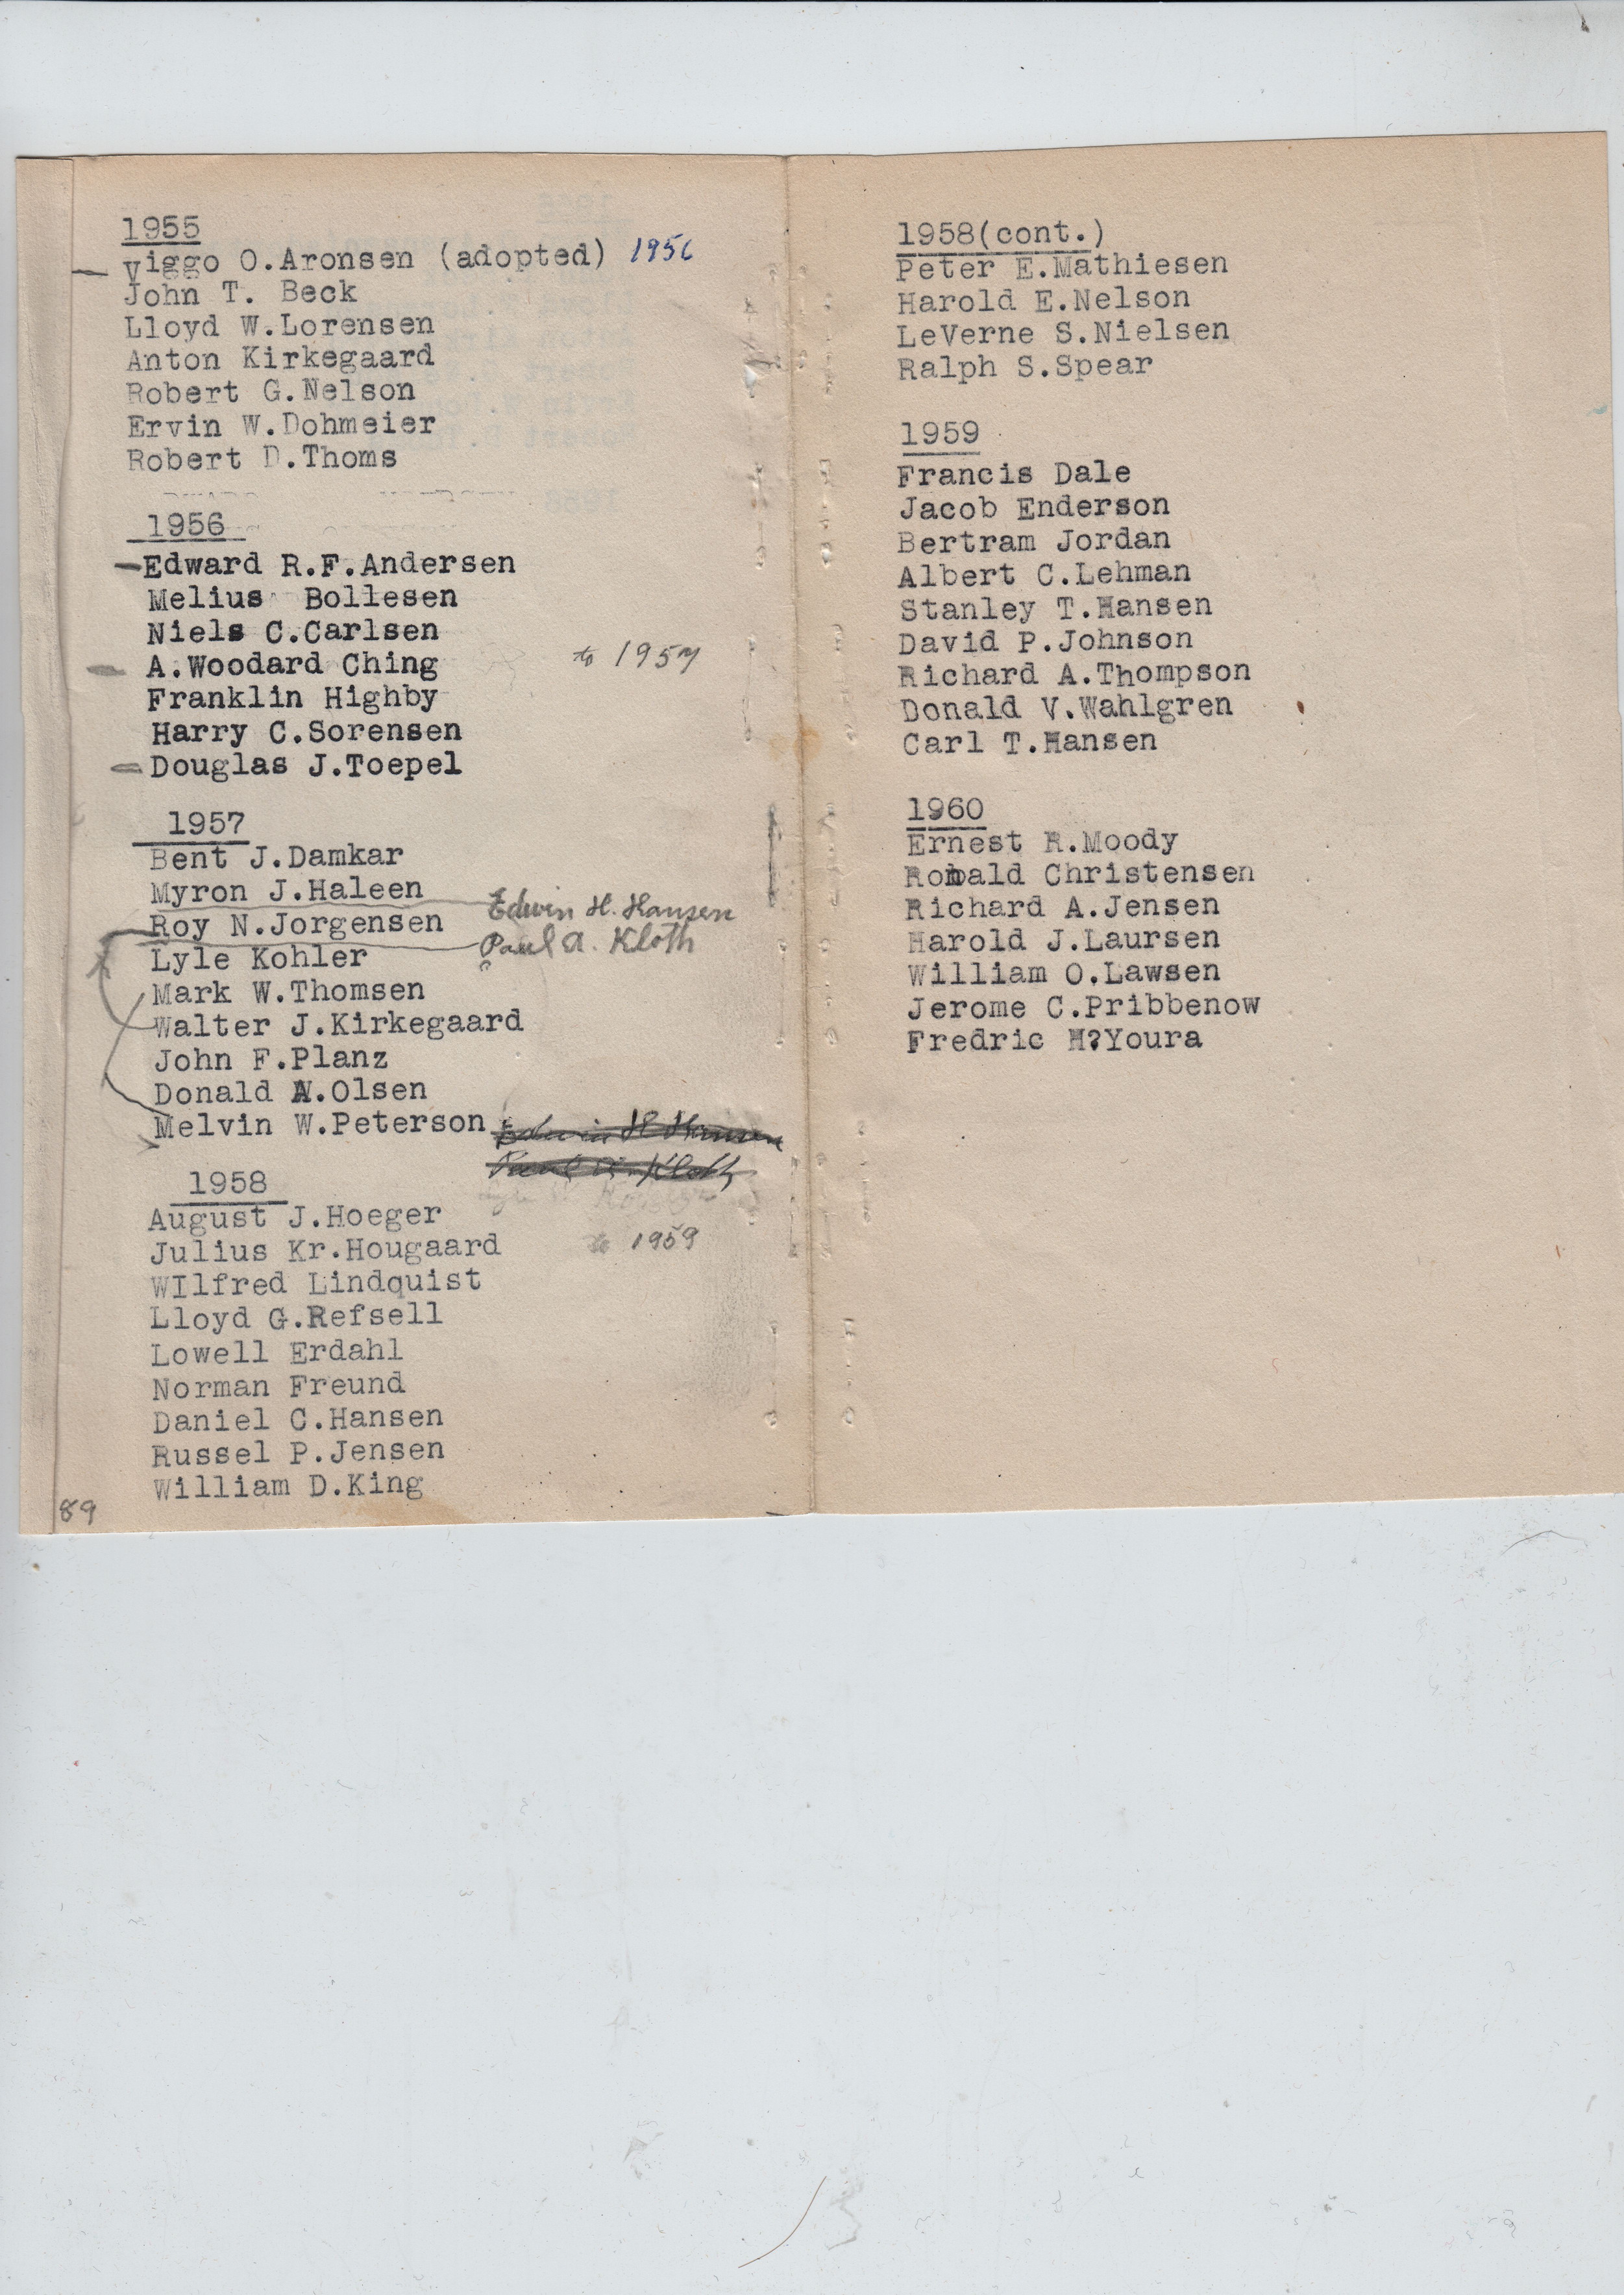 1955
Viggo O.Aronsen (adopted) 1956
John T. Beck
Lloyd W.Lorensen
Anton Kirkegaard
Robert G.Nelson
Ervin W.Dohmeier
Robert D.Thoms
1956
Edward R.F.Andersen
Melius Bollesen
Niels C.Carlsen
A.Woodard Ching to 1957
Franklin Highby
Harry C.Sorensen
Douglas J.Toepel
1957
Bent J.Damkar
Myron J.Haleen
Edwin H. Hansen
Roy N.Jorgensen
Paul A. Kloth
Lyle Kohler
Mark W.Thomsen
Walter J.Kirkegaard
John F.Planz
Donald W.Olsen
Melvin W.Peterson Edwin H Hansen
Paul A. Kloth
1958
August J.Hoeger
Julius Kr.Hougaard to 1959
WIlfred Lindquist
Lloyd G.Refsell
Lowell Erdahl
Norman Freund
Daniel C.Hansen
Russel P.Jensen
William D.King
89
1958(cont.)
Peter E.Mathiesen
Harold E.Nelson
LeVerne S.Nielsen
Ralph S.Spear
1959
Francis Dale
Jacob Enderson
Bertram Jordan
Albert C.Lehman
Stanley T.Hansen
David P.Johnson
Richard A.Thompson
Donald V.Wahlgren
Carl T.Hansen
1960
Ernest R.Moody
Ronald Christensen
Richard A.Jensen
Harold J.Laursen
William O.Lawsen
Jerome C.Pribbenow
Fredric M?Youra